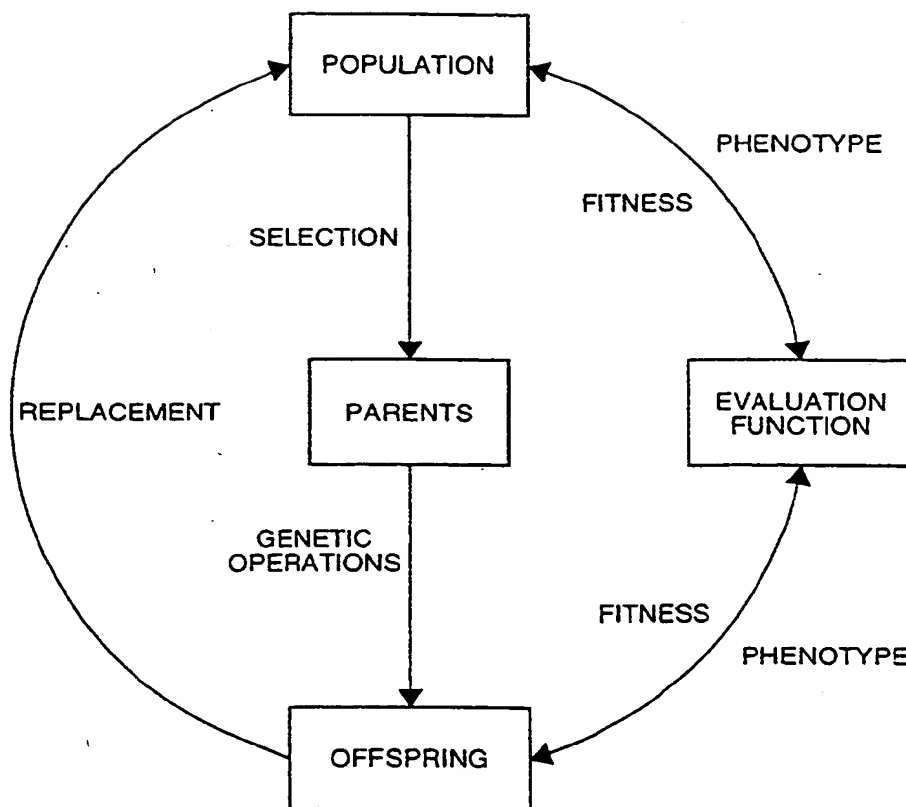 POPULATION
PHENOTYPE
FITNESS
SELECTION
REPLACEMENT
PARENTS
EVALUATION
FUNCTION
GENETIC
OPERATIONS
FITNESS
PHENOTYPE
OFFSPRING